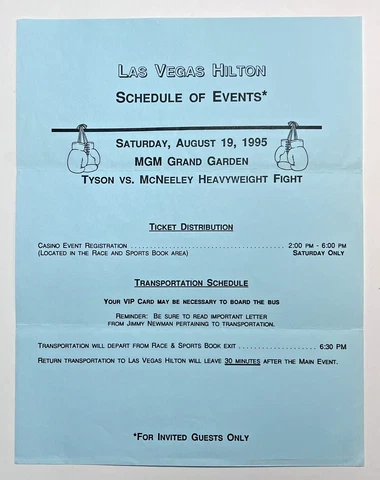 LAS VEGAS HILTON
SCHEDULE OF EVENTS*
SATURDAY, AUGUST 19, 1995
MGM GRAND GARDEN
TYSON VS. MCNEELEY HEAVYWEIGHT FIGHT
TICKET DISTRIBUTION
CASINO EVENT REGISTRATION . . . . . . . . . . . . . . . . . . . . . . . . . . . . . . 2:00 PM - 6:00 PM
(LOCATED IN THE RACE AND SPORTS BOOK AREA) SATURDAY ONLY
TRANSPORTATION SCHEDULE
YOUR VIP CARD MAY BE NECESSARY TO BOARD THE BUS
REMINDER: BE SURE TO READ IMPORTANT LETTER
FROM JIMMY NEWMAN PERTAINING TO TRANSPORTATION.
TRANSPORTATION WILL DEPART FROM RACE & SPORTS BOOK EXIT . . . . . . . . . . . . . . . . 6:30 PM
RETURN TRANSPORTATION TO LAS VEGAS HILTON WILL LEAVE 30 MINUTES AFTER THE MAIN EVENT.
*FOR INVITED GUESTS ONLY